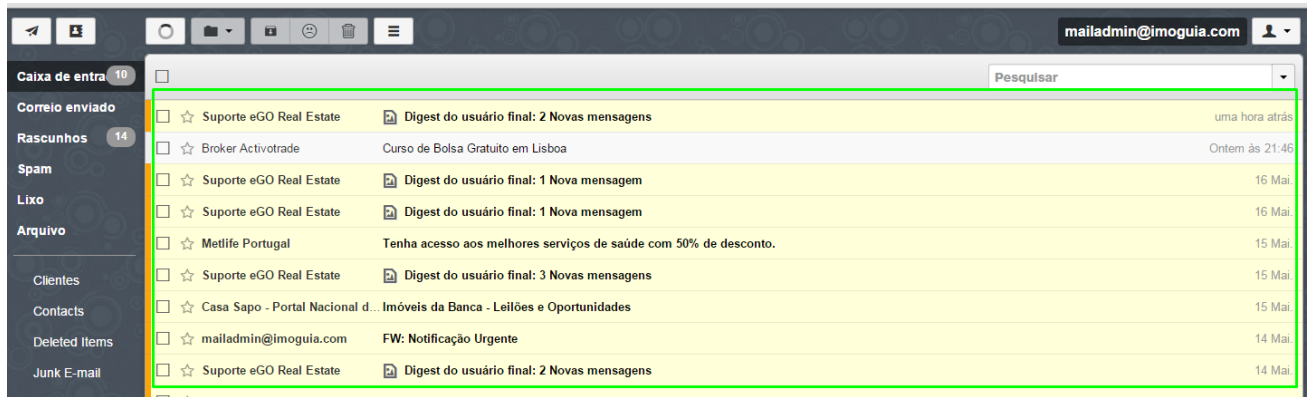 mailadmin@imoguia.com
Caixa de entra 10
Pesquisar
Correio enviado
Rascunhos 14
Spam
Lixo
Arquivo
Clientes
Contacts
Deleted Items
Junk E-mail
Suporte eGO Real Estate Digest do usuário final: 2 Novas mensagens uma hora atrás
Broker Activotrade Curso de Bolsa Gratuito em Lisboa Ontem às 21:46
Suporte eGO Real Estate Digest do usuário final: 1 Nova mensagem 16 Mai.
Suporte eGO Real Estate Digest do usuário final: 1 Nova mensagem 16 Mai.
Metlife Portugal Tenha acesso aos melhores serviços de saúde com 50% de desconto. 15 Mai.
Suporte eGO Real Estate Digest do usuário final: 3 Novas mensagens 15 Mai.
Casa Sapo - Portal Nacional d... Imóveis da Banca - Leilões e Oportunidades 15 Mai.
mailadmin@imoguia.com FW: Notificação Urgente 14 Mai.
Suporte eGO Real Estate Digest do usuário final: 2 Novas mensagens 14 Mai.